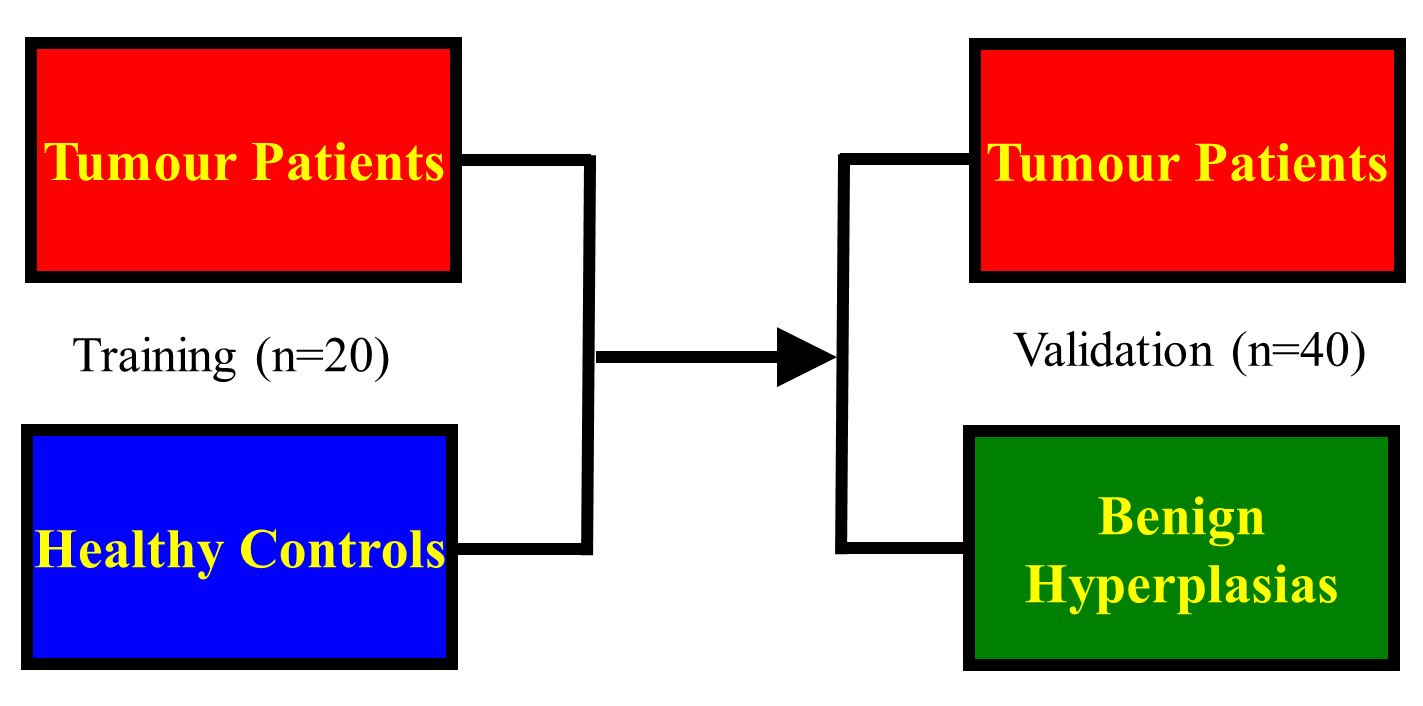 Tumour Patients
Training (n=20)
Healthy Controls
Tumour Patients
Validation (n=40)
Benign
Hyperplasias